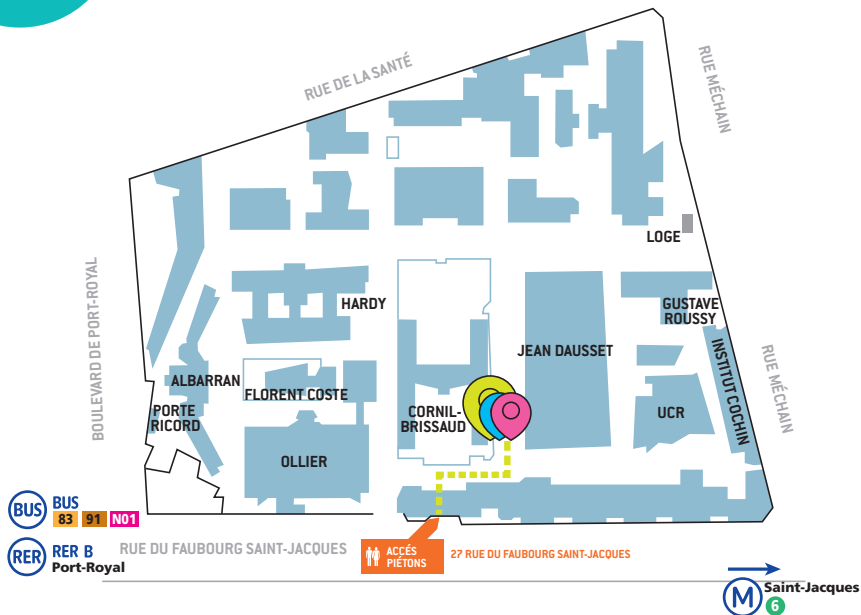 RUE DE LA SANTÉ
RUE MÉCHAIN
LOGE
BOULEVARD DE PORT-ROYAL
HARDY
GUSTAVE
ROUSSY
JEAN DAUSSET
INSTITUT COCHIN
RUE MÉCHAIN
ALBARRAN
FLORENT COSTE
PORTE
RICORD
CORNIL-
BRISSAUD
UCR
OLLIER
BUS
BUS
83 91 N01
RER
RER B
Port-Royal
RUE DU FAUBOURG SAINT-JACQUES
ACCÉS
PIÉTONS
27 RUE DU FAUBOURG SAINT-JACQUES
M
Saint-Jacques
6